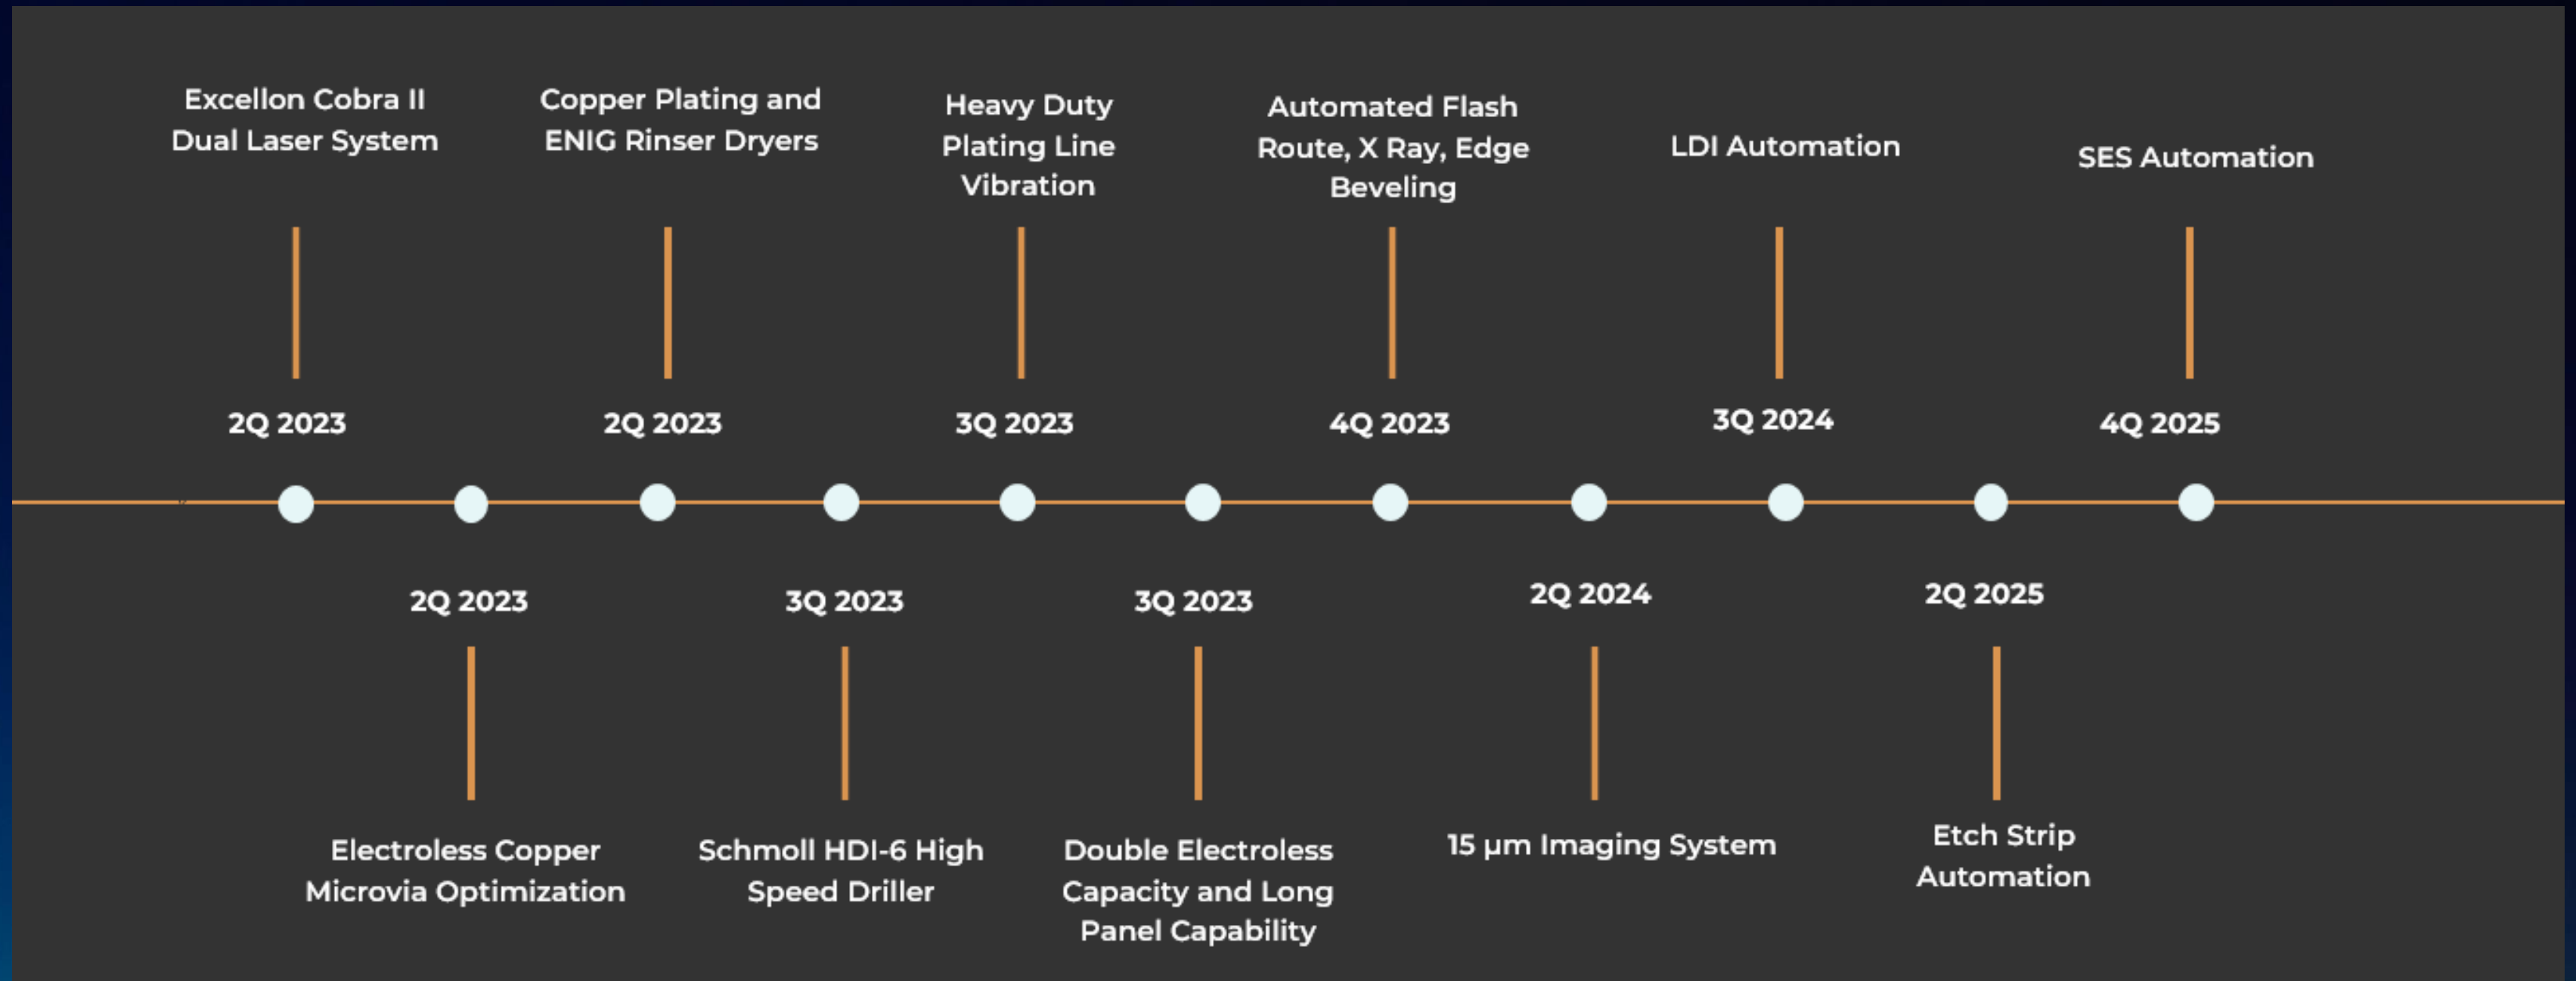 Excellon Cobra II
Dual Laser System
Copper Plating and
ENIG Rinser Dryers
Heavy Duty
Plating Line
Vibration
Automated Flash
Route, X Ray, Edge
Beveling
LDI Automation
SES Automation
2Q 2023
2Q 2023
3Q 2023
4Q 2023
3Q 2024
4Q 2025
2Q 2023
3Q 2023
3Q 2023
2Q 2024
2Q 2025
Electroless Copper
Microvia Optimization
Schmoll HDI-6 High
Speed Driller
Double Electroless
Capacity and Long
Panel Capability
15 µm Imaging System
Etch Strip
Automation